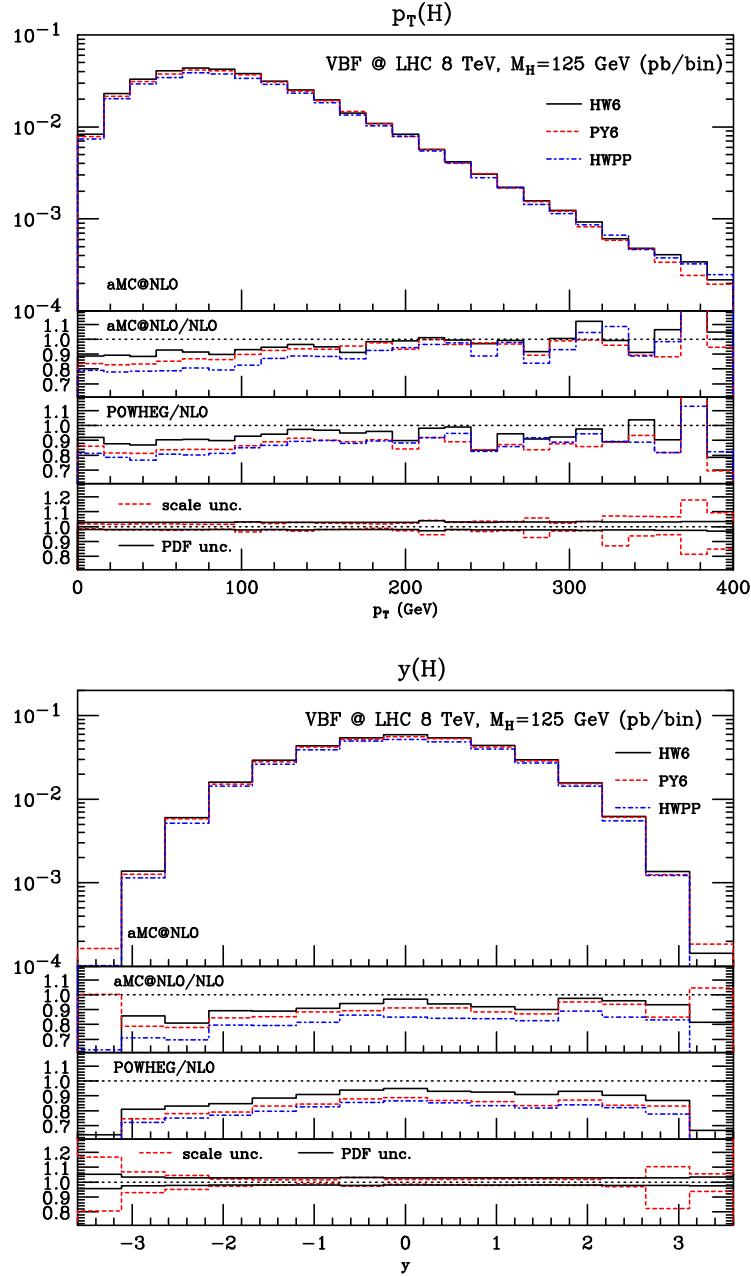 p_T(H)
10^−1
VBF @ LHC 8 TeV, M_H=125 GeV (pb/bin)
HW6
10^−2
PY6
HWPP
10^−3
aMC@NLO
10^−4
1.1
aMC@NLO/NLO
1.0
0.9
0.8
0.7
1.1
POWHEG/NLO
1.0
0.9
0.8
0.7
1.2
scale unc.
1.1
1.0
0.9
PDF unc.
0.8
0 100 200 300 400
p_T (GeV)
y(H)
10^−1
VBF @ LHC 8 TeV, M_H=125 GeV (pb/bin)
HW6
PY6
10^−2
HWPP
10^−3
aMC@NLO
10^−4
1.1
aMC@NLO/NLO
1.0
0.9
0.8
0.7
1.1
POWHEG/NLO
1.0
0.9
0.8
0.7
1.2
scale unc. PDF unc.
1.1
1.0
0.9
0.8
−3 −2 −1 0 1 2 3
y